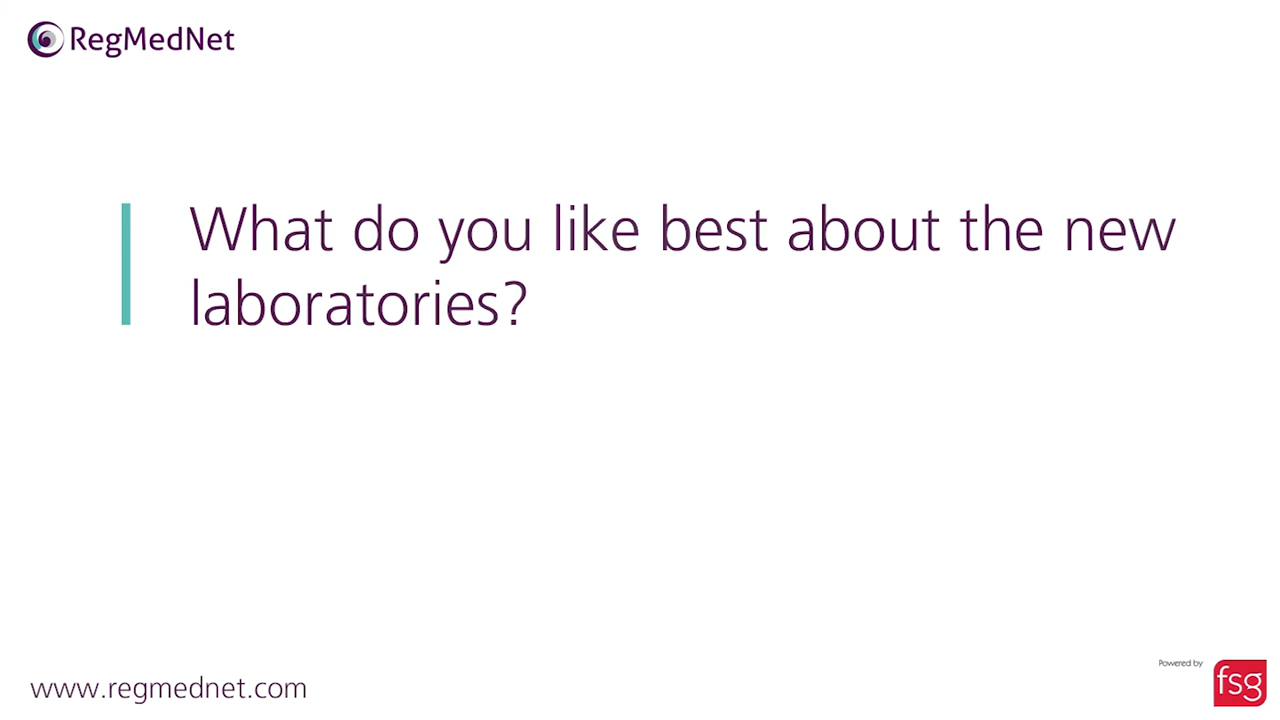 RegMedNet
What do you like best about the new
laboratories?
www.regmednet.com
Powered by
fsg